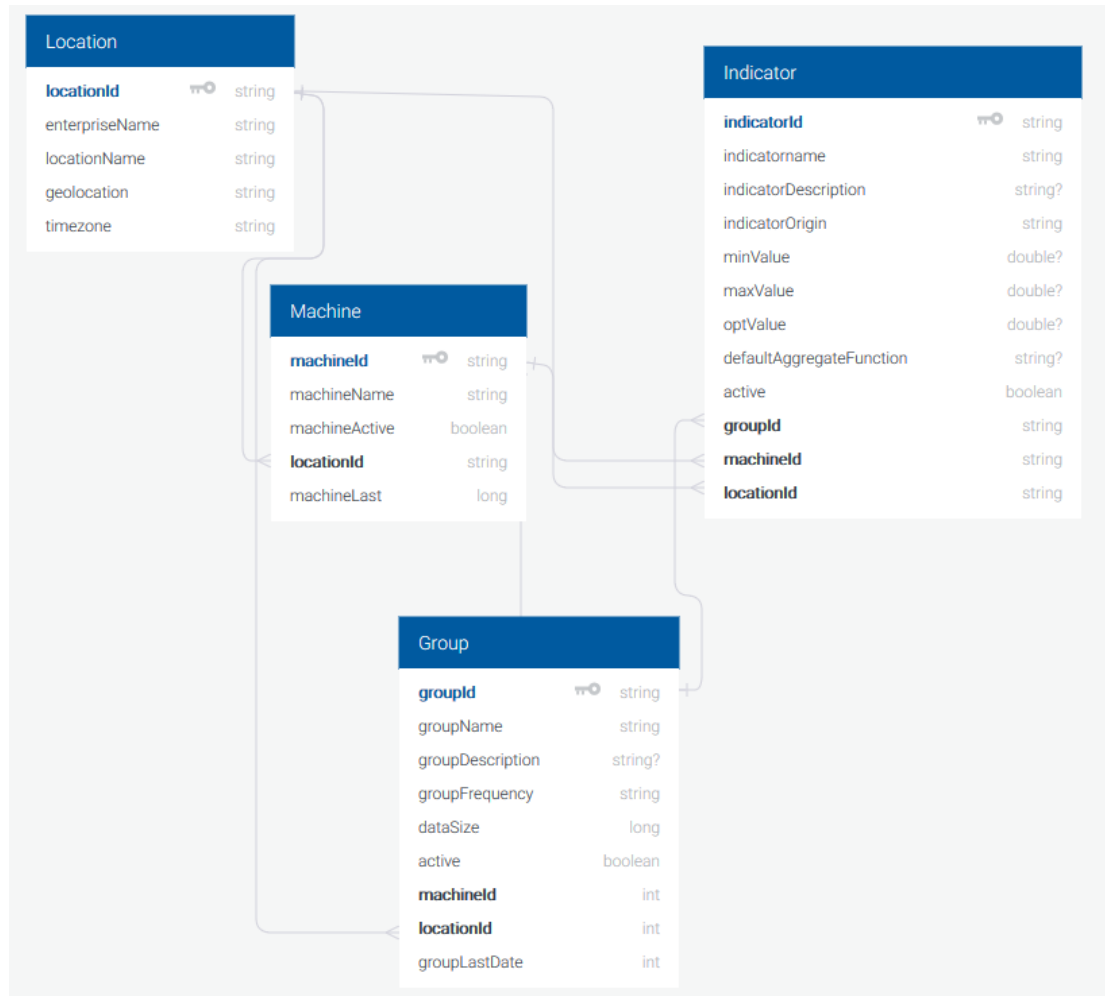 Location
locationId string
enterpriseName string
locationName string
geolocation string
timezone string
Indicator
indicatorId string
indicatorname string
indicatorDescription string?
indicatorOrigin string
minValue double?
maxValue double?
optValue double?
defaultAggregateFunction string?
active boolean
groupId string
machineId string
locationId string
Machine
machineId string
machineName string
machineActive boolean
locationId string
machineLast long
Group
groupId string
groupName string
groupDescription string?
groupFrequency string
dataSize long
active boolean
machineId int
locationId int
groupLastDate int